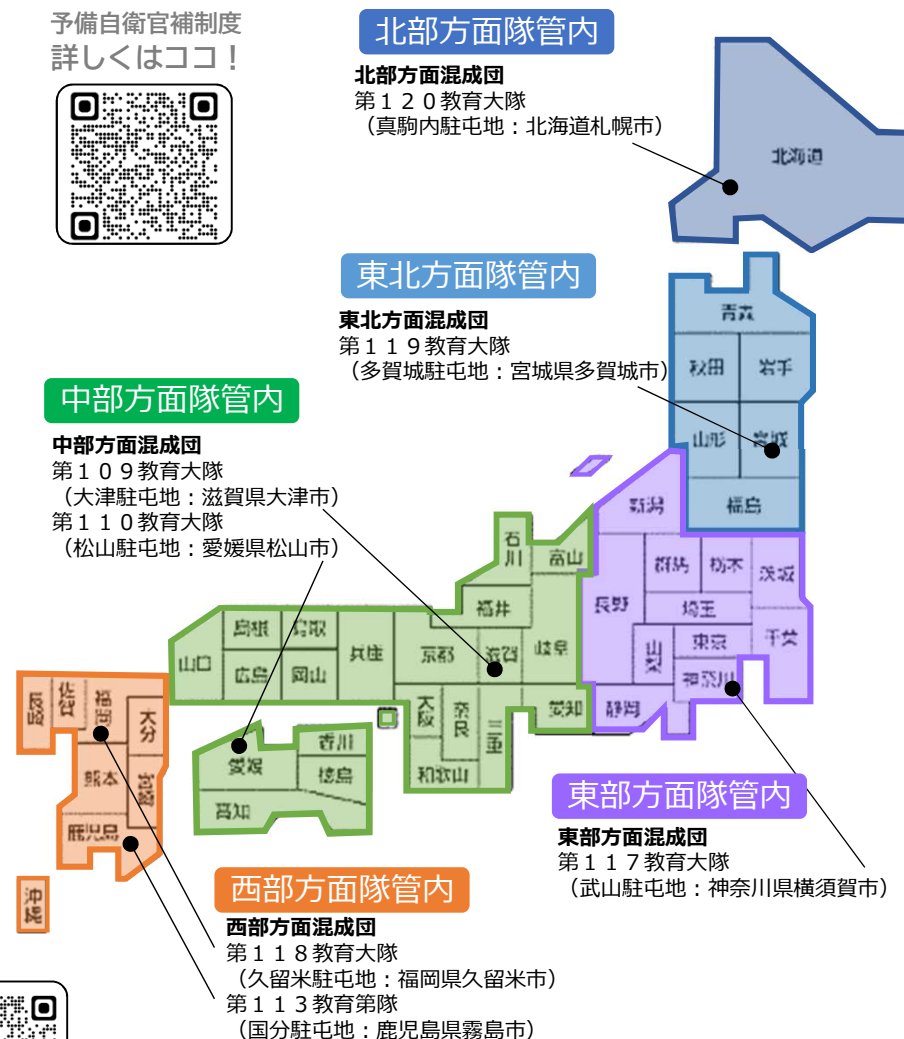 予備自衛官補制度
詳しくはココ！
北部方面隊管内
北部方面混成団
第１２０教育大隊
（真駒内駐屯地：北海道札幌市）
北海道
東北方面隊管内
東北方面混成団
第１１９教育大隊
（多賀城駐屯地：宮城県多賀城市）
青森
秋田
岩手
山形
宮城
福島
中部方面隊管内
中部方面混成団
第１０９教育大隊
（大津駐屯地：滋賀県大津市）
第１１０教育大隊
（松山駐屯地：愛媛県松山市）
石川
富山
福井
島根
鳥取
山口
広島
岡山
兵庫
京都
滋賀
岐阜
大阪
奈良
三重
愛知
和歌山
愛媛
香川
徳島
高知
新潟
群馬
栃木
茨城
長野
埼玉
山梨
東京
千葉
神奈川
静岡
長崎
佐賀
福岡
大分
熊本
宮崎
鹿児島
沖縄
東部方面隊管内
東部方面混成団
第１１７教育大隊
（武山駐屯地：神奈川県横須賀市）
西部方面隊管内
西部方面混成団
第１１８教育大隊
（久留米駐屯地：福岡県久留米市）
第１１３教育第隊
（国分駐屯地：鹿児島県霧島市）